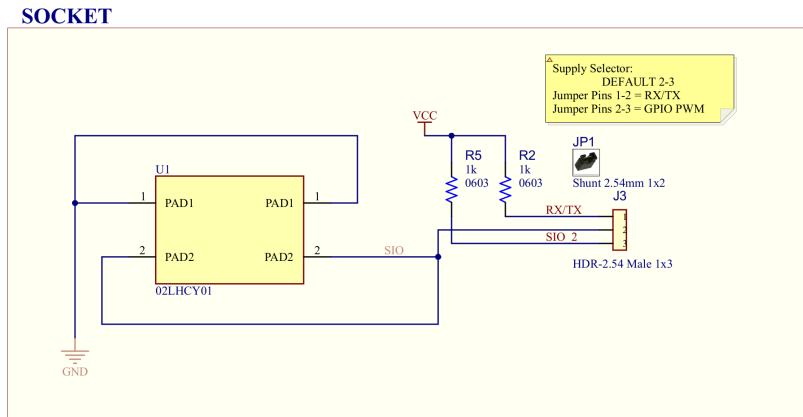 SOCKET
Supply Selector:
DEFAULT 2-3
Jumper Pins 1-2 = RX/TX
Jumper Pins 2-3 = GPIO PWM
VCC
JP1
R5
1k
0603
R2
1k
0603
Shunt 2.54mm 1x2
J3
U1
1 PAD1 PAD1 1
RX/TX 1
2
SIO_2 3
2 PAD2 PAD2 2
SIO
HDR-2.54 Male 1x3
02LHCY01
GND